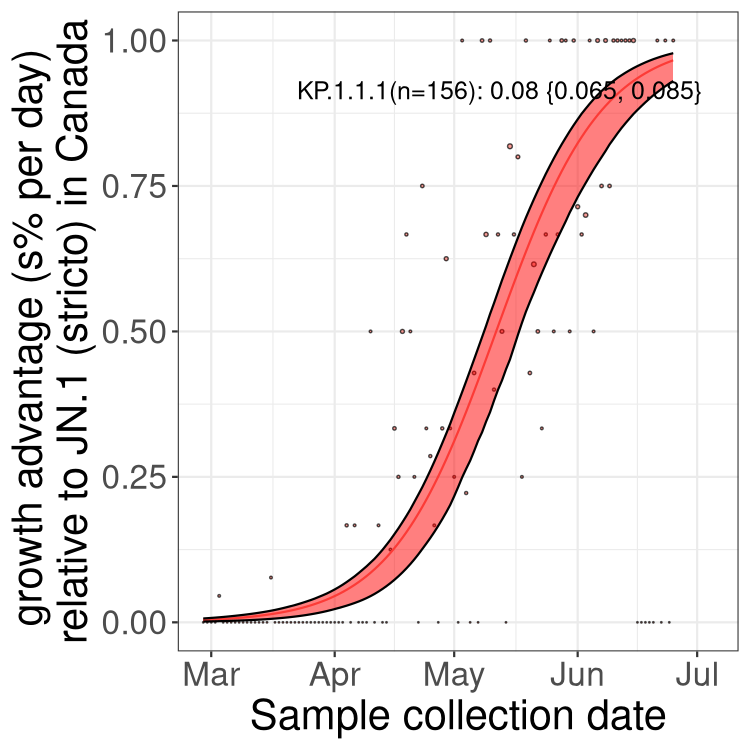 growth advantage (s% per day)
relative to JN.1 (stricto) in Canada
1.00
0.75
0.50
0.25
0.00
KP.1.1.1(n=156): 0.08 {0.065, 0.085}
Mar Apr May Jun Jul
Sample collection date